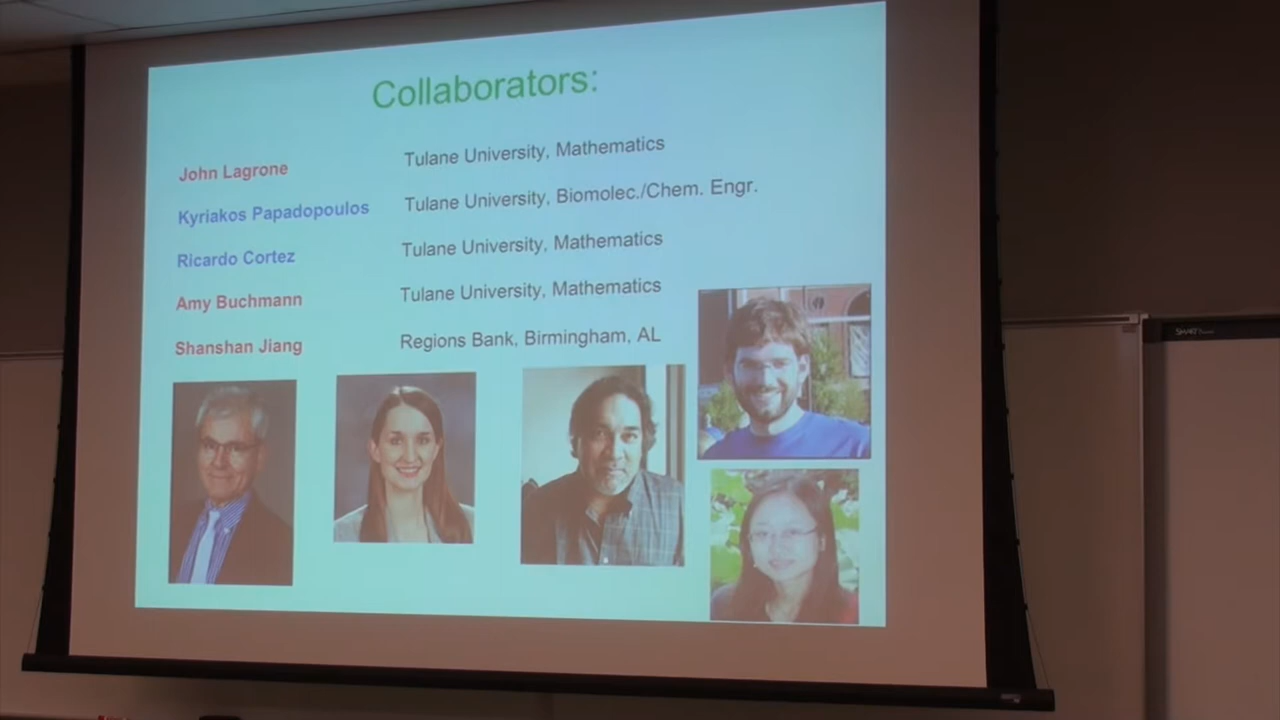 Collaborators:
John Lagrone Tulane University, Mathematics
Kyriakos Papadopoulos Tulane University, Biomolec./Chem. Engr.
Ricardo Cortez Tulane University, Mathematics
Amy Buchmann Tulane University, Mathematics
Shanshan Jiang Regions Bank, Birmingham, AL
SMART